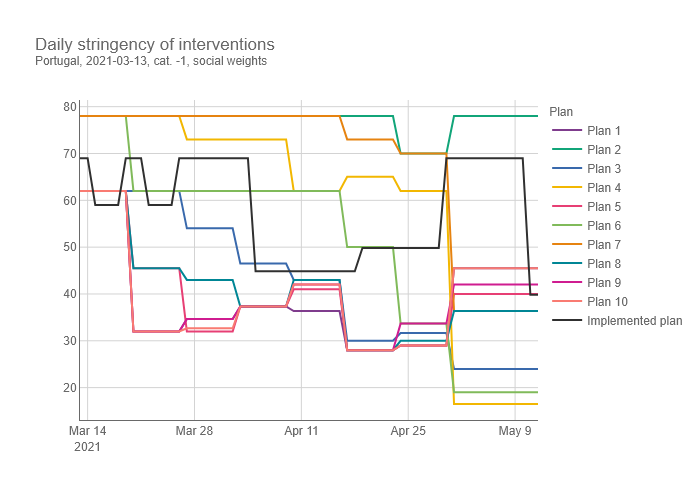 Daily stringency of interventions
Portugal, 2021-03-13, cat. -1, social weights
80
70
60
50
40
30
20
Mar 14
2021
Mar 28
Apr 11
Apr 25
May 9
Plan
Plan 1
Plan 2
Plan 3
Plan 4
Plan 5
Plan 6
Plan 7
Plan 8
Plan 9
Plan 10
Implemented plan